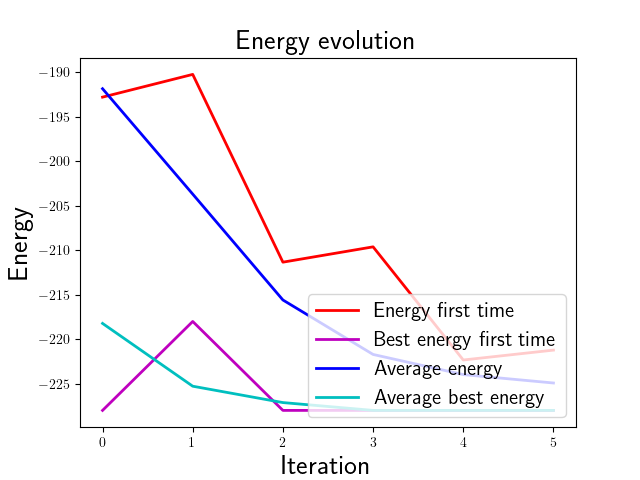 Energy evolution
−190
−195
−200
−205
−210
−215
−220
−225
Energy
Energy first time
Best energy first time
Average energy
Average best energy
0 1 2 3 4 5
Iteration